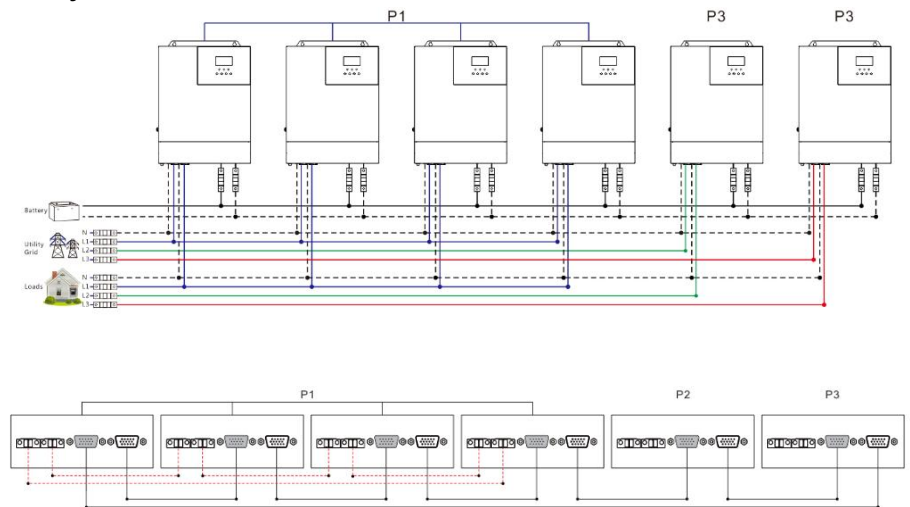 P1 P3 P3
Battery
N
L1
Utility Grid L2
L3
N
L1
Loads L2
L3
P1 P2 P3